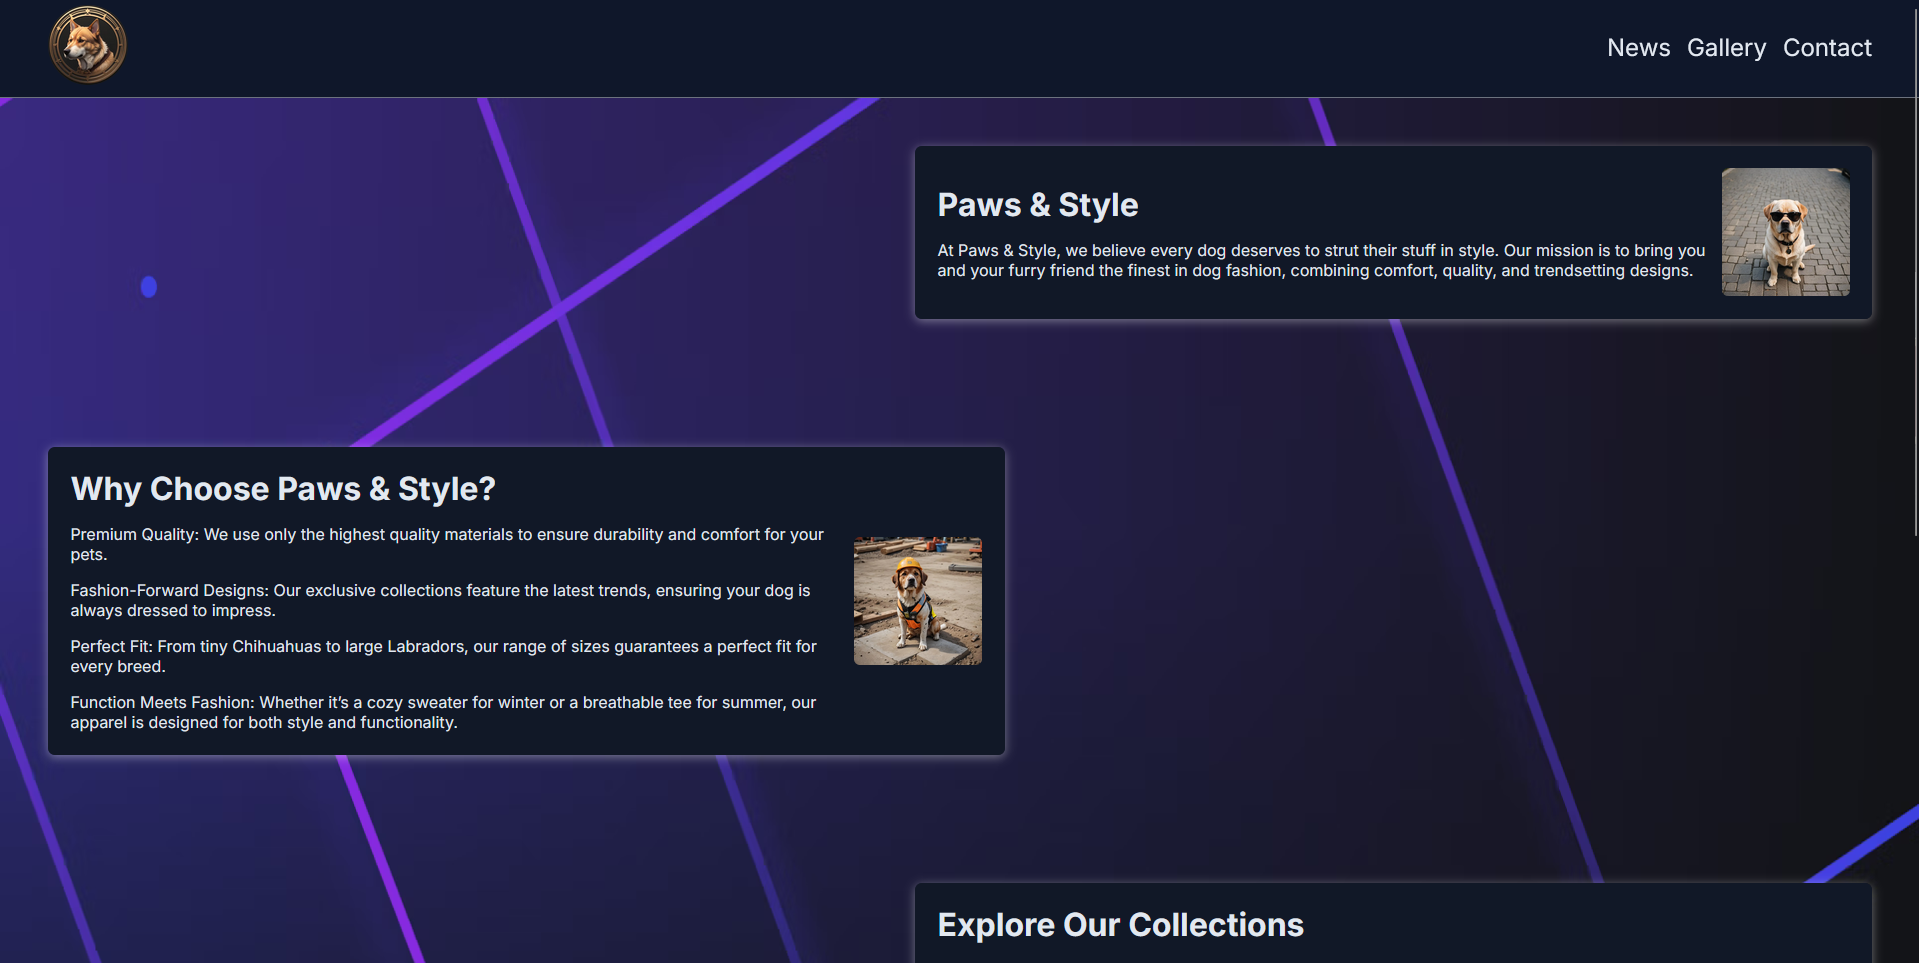 News Gallery Contact
Paws & Style
At Paws & Style, we believe every dog deserves to strut their stuff in style. Our mission is to bring you
and your furry friend the finest in dog fashion, combining comfort, quality, and trendsetting designs.
Why Choose Paws & Style?
Premium Quality: We use only the highest quality materials to ensure durability and comfort for your
pets.
Fashion-Forward Designs: Our exclusive collections feature the latest trends, ensuring your dog is
always dressed to impress.
Perfect Fit: From tiny Chihuahuas to large Labradors, our range of sizes guarantees a perfect fit for
every breed.
Function Meets Fashion: Whether it’s a cozy sweater for winter or a breathable tee for summer, our
apparel is designed for both style and functionality.
Explore Our Collections